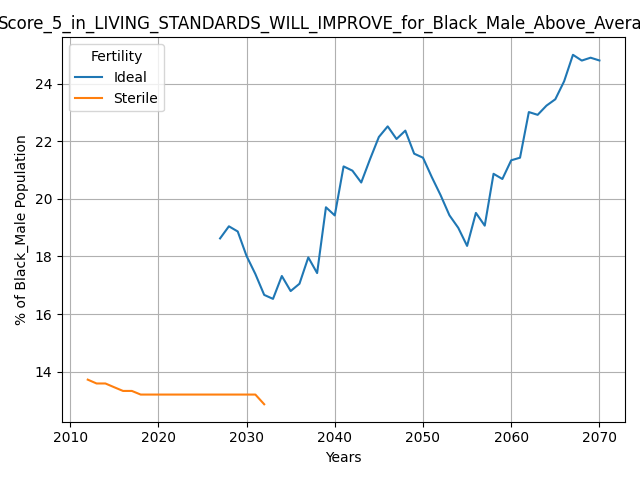 Score_5_in_LIVING_STANDARDS_WILL_IMPROVE_for_Black_Male_Above_Avera
Fertility
Ideal
Sterile
% of Black_Male Population
24
22
20
18
16
14
2010 2020 2030 2040 2050 2060 2070
Years